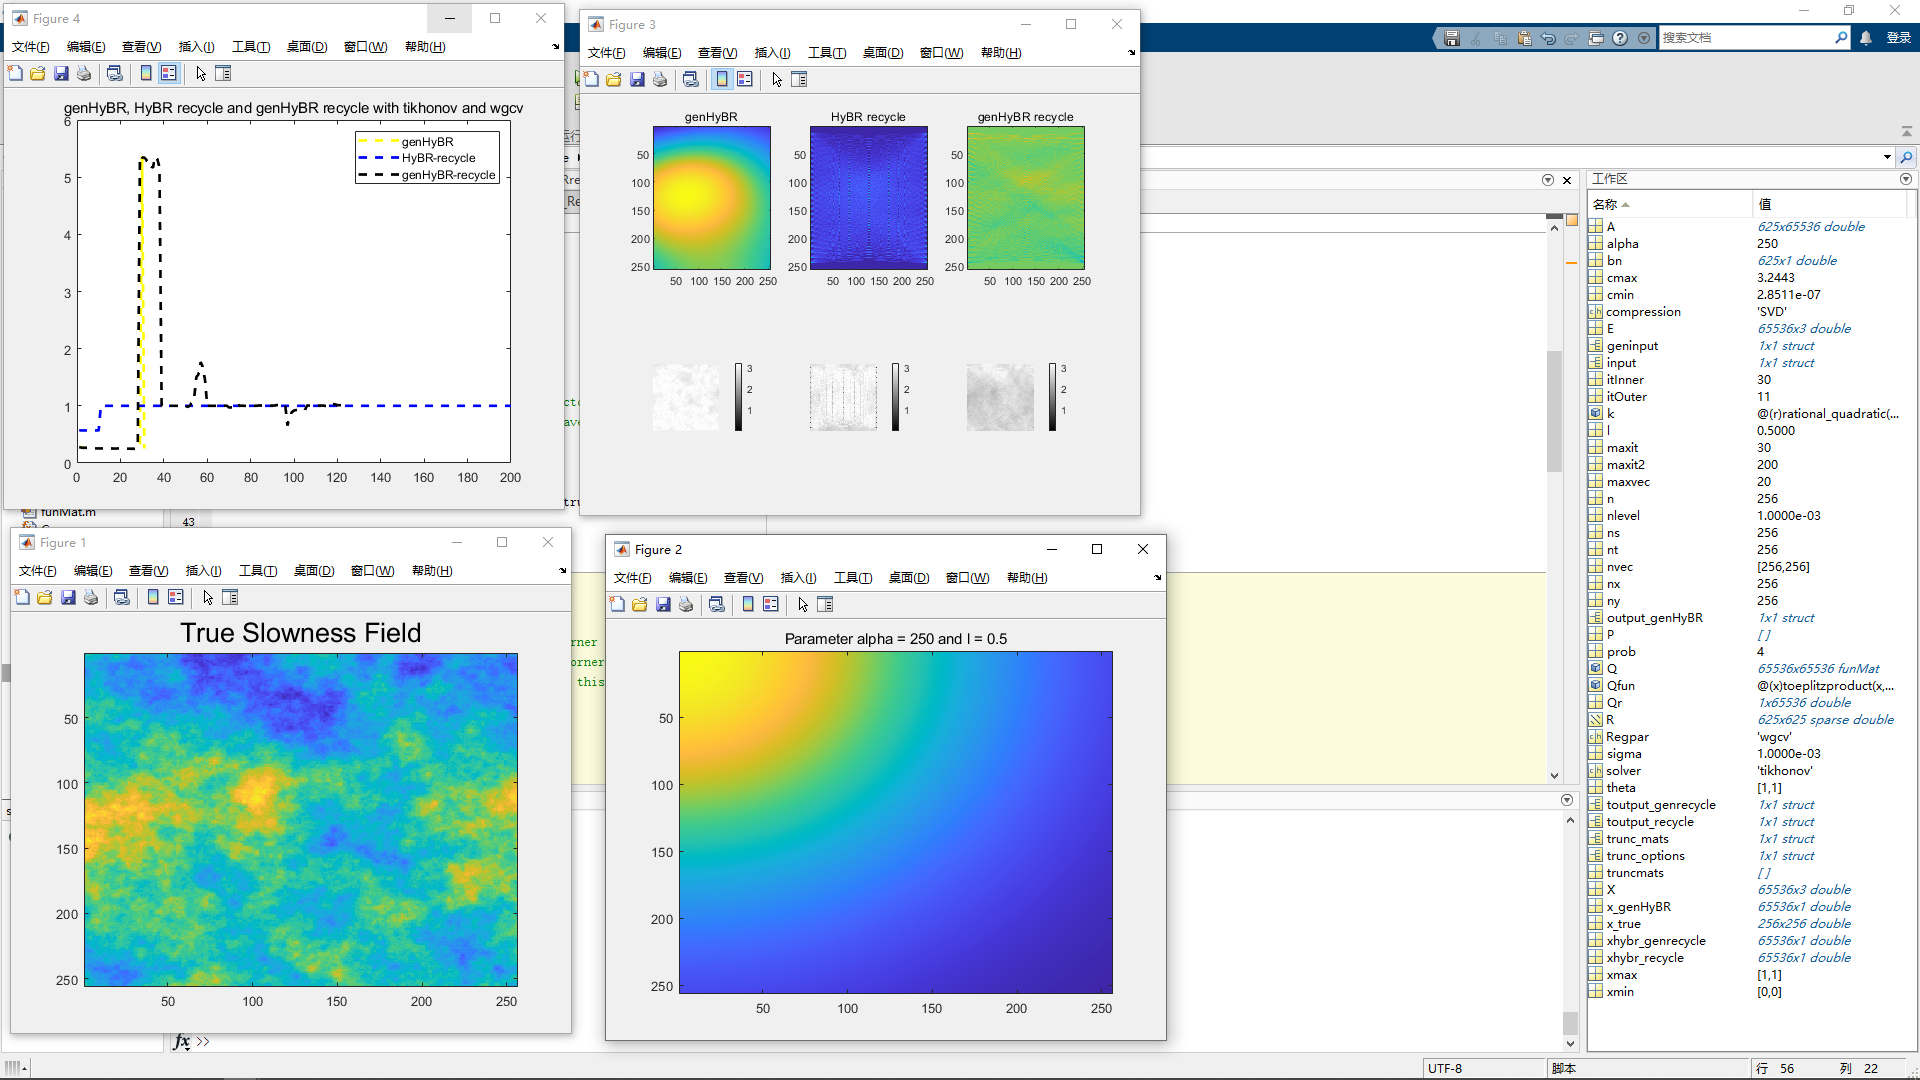 Figure 4
文件(F) 编辑(E) 查看(V) 插入(I) 工具(T) 桌面(D) 窗口(W) 帮助(H)
genHyBR, HyBR recycle and genHyBR recycle with tikhonov and wgcv
genHyBR
HyBR-recycle
genHyBR-recycle
6
5
4
3
2
1
0
0 20 40 60 80 100 120 140 160 180 200
Figure 3
文件(F) 编辑(E) 查看(V) 插入(I) 工具(T) 桌面(D) 窗口(W) 帮助(H)
genHyBR
50
100
150
200
250
50 100 150 200 250
HyBR recycle
50
100
150
200
250
50 100 150 200 250
genHyBR recycle
50
100
150
200
250
50 100 150 200 250
3
2
1
3
2
1
3
2
1
搜索文档
登录
funMat.m
43
Figure 1
文件(F) 编辑(E) 查看(V) 插入(I) 工具(T) 桌面(D) 窗口(W) 帮助(H)
True Slowness Field
50
100
150
200
250
50 100 150 200 250
Figure 2
文件(F) 编辑(E) 查看(V) 插入(I) 工具(T) 桌面(D) 窗口(W) 帮助(H)
Parameter alpha = 250 and l = 0.5
50
100
150
200
250
50 100 150 200 250
this
fx >>
工作区
名称 值
A 625x65536 double
alpha 250
bn 625x1 double
cmax 3.2443
cmin 2.8511e-07
compression 'SVD'
E 65536x3 double
geninput 1x1 struct
input 1x1 struct
itInner 30
itOuter 11
k @(r)rational_quadratic(...
l 0.5000
maxit 30
maxit2 200
maxvec 20
n 256
nlevel 1.0000e-03
ns 256
nt 256
nvec [256,256]
nx 256
ny 256
output_genHyBR 1x1 struct
P []
prob 4
Q 65536x65536 funMat
Qfun @(x)toeplitzproduct(x,...
Qr 1x65536 double
R 625x625 sparse double
Regpar 'wgcv'
sigma 1.0000e-03
solver 'tikhonov'
theta [1,1]
toutput_genrecycle 1x1 struct
toutput_recycle 1x1 struct
trunc_mats 1x1 struct
trunc_options 1x1 struct
truncmats []
X 65536x3 double
x_genHyBR 65536x1 double
x_true 256x256 double
xhybr_genrecycle 65536x1 double
xhybr_recycle 65536x1 double
xmax [1,1]
xmin [0,0]
UTF-8 脚本 行 56 列 22